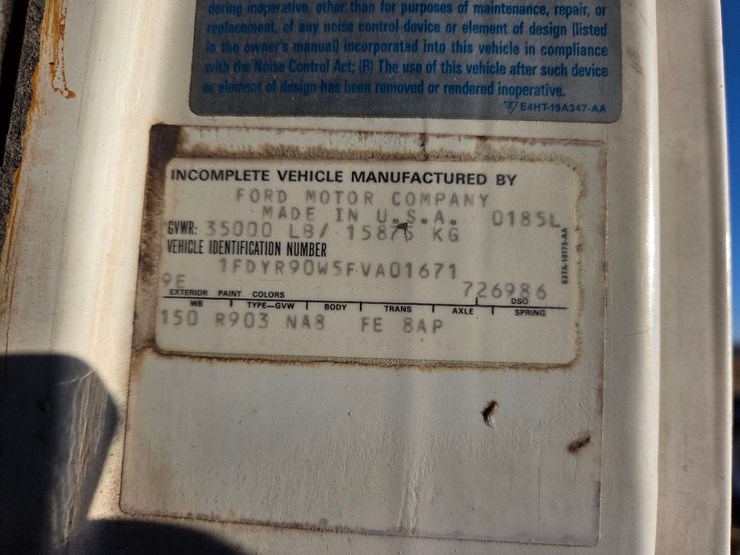 dering inoperative, other than for purposes of maintenance, repair, or
replacement, of any noise control device or element of design (listed
in the owner's manual) incorporated into this vehicle in compliance
with the Noise Control Act; (B) The use of this vehicle after such device
or element of design has been removed or rendered inoperative.
E4HT-19A347-AA
INCOMPLETE VEHICLE MANUFACTURED BY
FORD MOTOR COMPANY
MADE IN U.S.A. 0185L
GVWR: 35000 LB/ 15876 KG
VEHICLE IDENTIFICATION NUMBER
1FDYR90W5FVA01671
9E 726986
EXTERIOR PAINT COLORS DSO
WB TYPE-GVW BODY TRANS AXLE SPRING
150 R903 NA8 FE 8AP